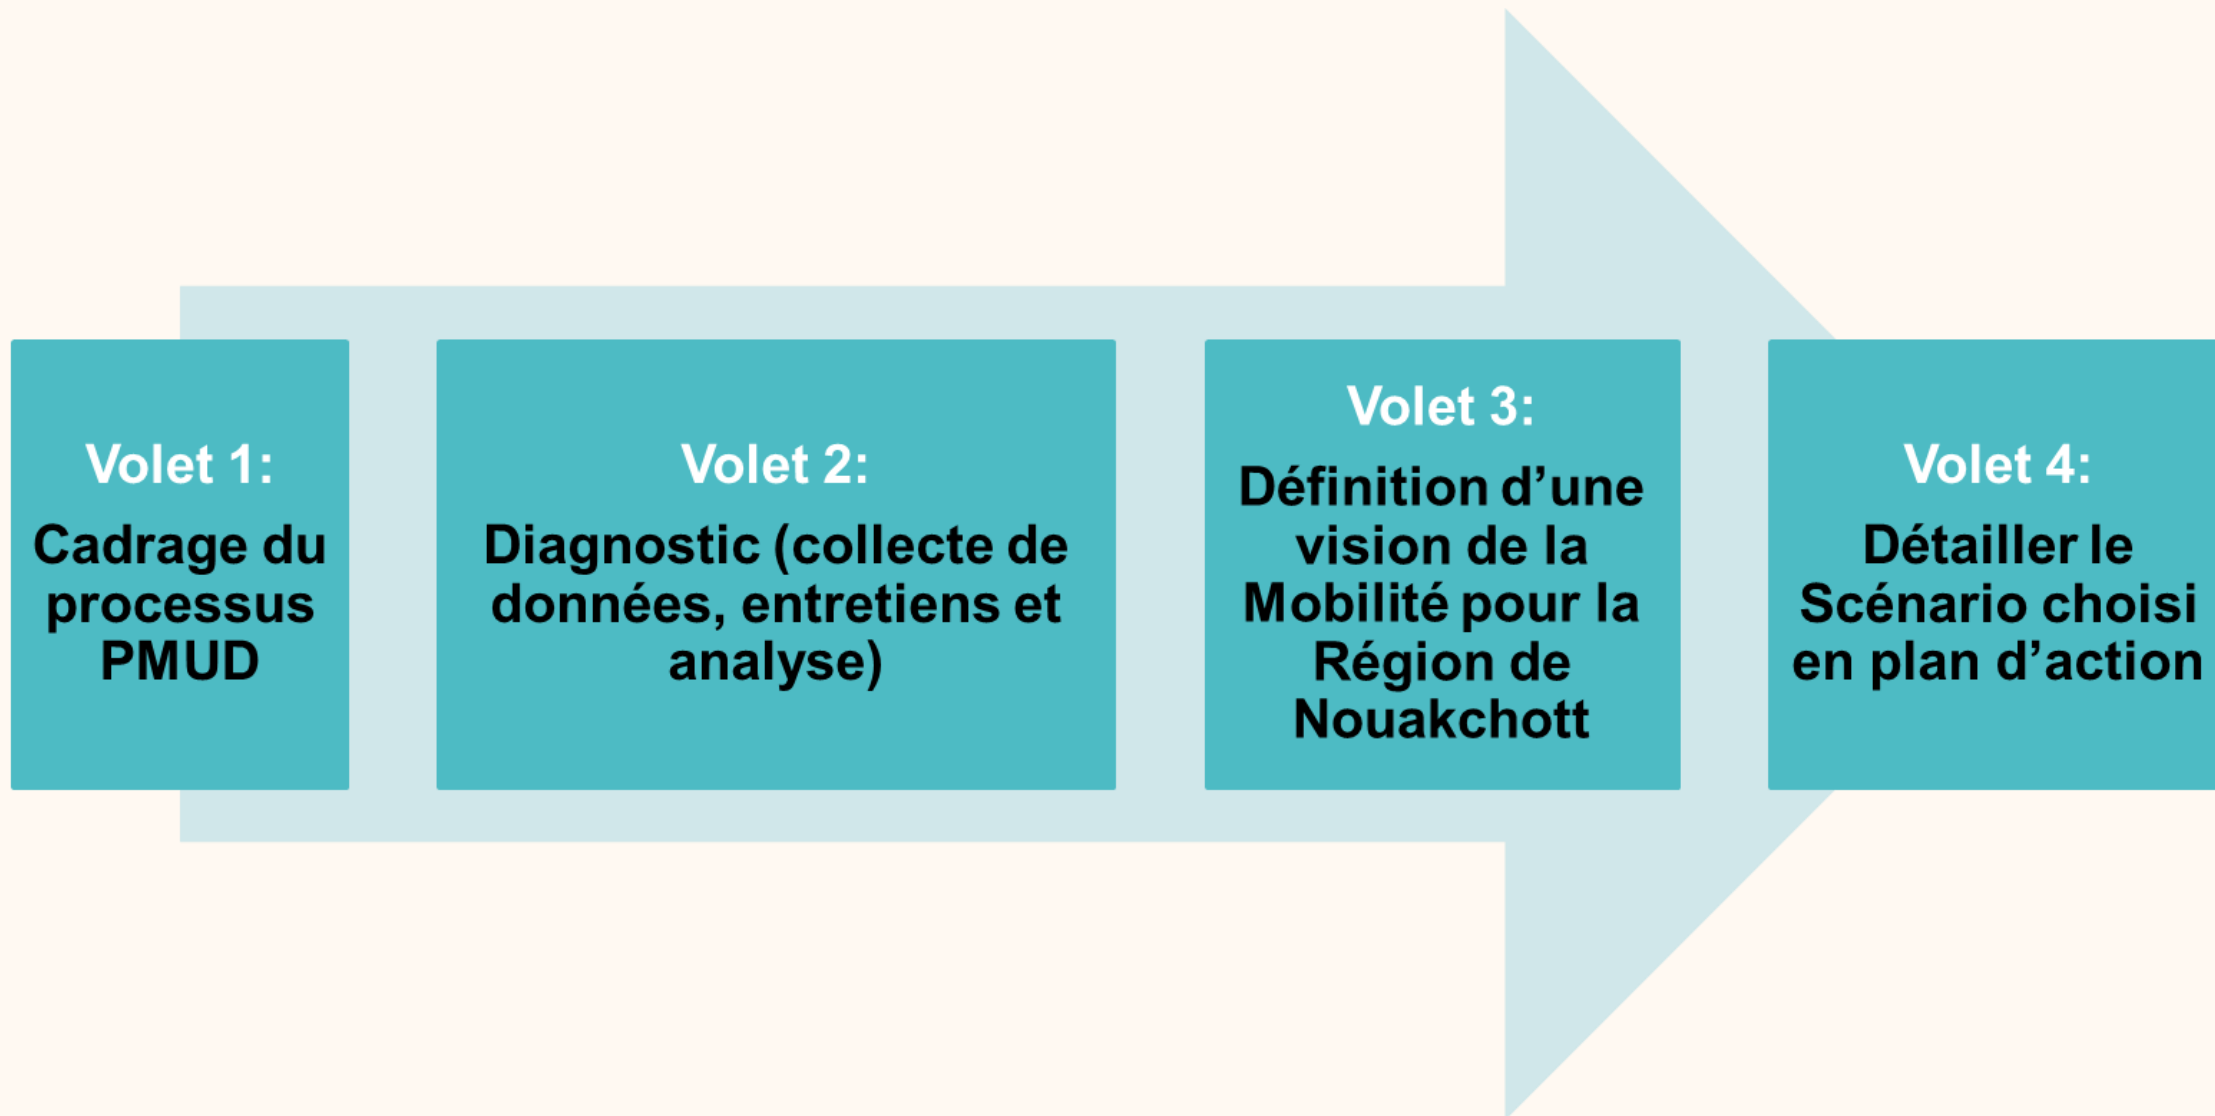 Volet 1:
Cadrage du
processus
PMUD
Volet 2:
Diagnostic (collecte de
données, entretiens et
analyse)
Volet 3:
Définition d’une
vision de la
Mobilité pour la
Région de
Nouakchott
Volet 4:
Détailler le
Scénario choisi
en plan d’action